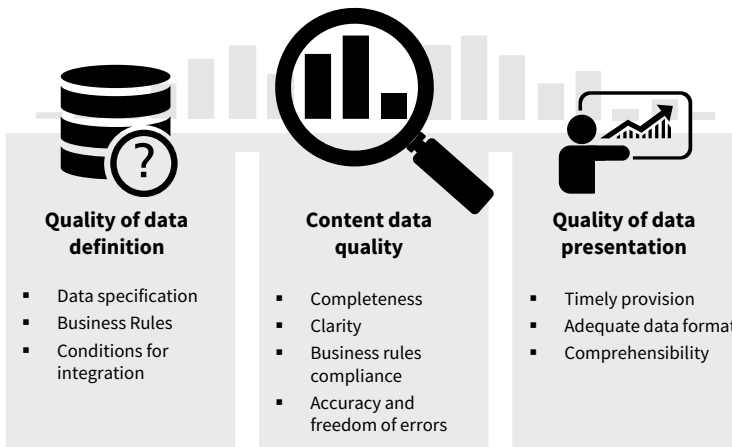 ?
Quality of data
definition
▪ Data specification
▪ Business Rules
▪ Conditions for
integration
Content data
quality
▪ Completeness
▪ Clarity
▪ Business rules
compliance
▪ Accuracy and
freedom of errors
Quality of data
presentation
▪ Timely provision
▪ Adequate data format
▪ Comprehensibility